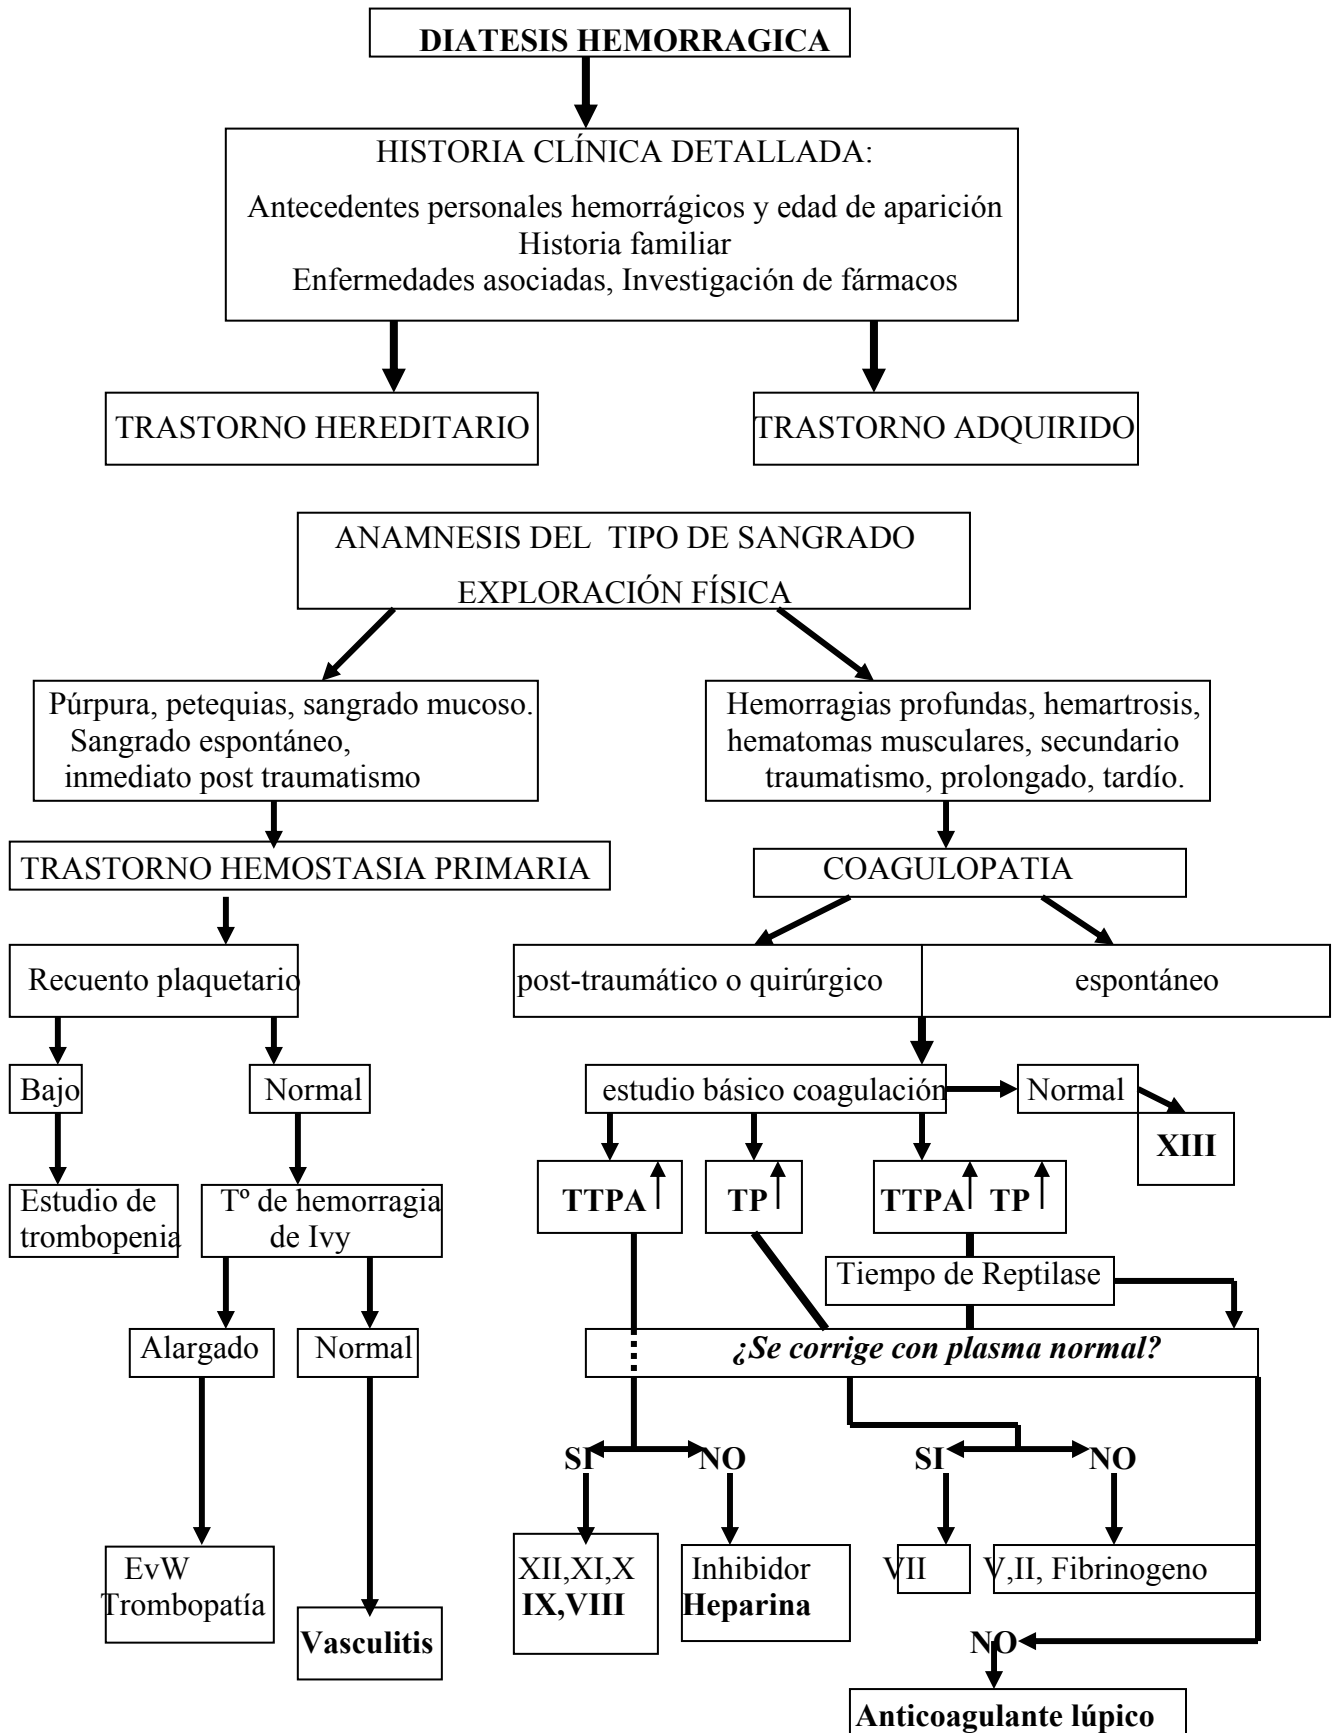 DIATESIS HEMORRAGICA
HISTORIA CLÍNICA DETALLADA:
Antecedentes personales hemorrágicos y edad de aparición
Historia familiar
Enfermedades asociadas, Investigación de fármacos
TRASTORNO HEREDITARIO
TRASTORNO ADQUIRIDO
ANAMNESIS DEL TIPO DE SANGRADO
EXPLORACIÓN FÍSICA
Púrpura, petequias, sangrado mucoso.
Sangrado espontáneo,
inmediato post traumatismo
Hemorragias profundas, hemartrosis,
hematomas musculares, secundario
traumatismo, prolongado, tardío.
TRASTORNO HEMOSTASIA PRIMARIA
COAGULOPATIA
Recuento plaquetario
post-traumático o quirúrgico
espontáneo
Bajo
Normal
estudio básico coagulación
Normal
XIII
Estudio de
trombopenia
Tº de hemorragia
de Ivy
TTPA
TP
TTPA TP
Tiempo de Reptilase
Alargado
Normal
¿Se corrige con plasma normal?
SI
NO
SI
NO
EvW
Trombopatía
Vasculitis
XII,XI,X
IX,VIII
Inhibidor
Heparina
VII
V,II, Fibrinogeno
NO
Anticoagulante lúpico